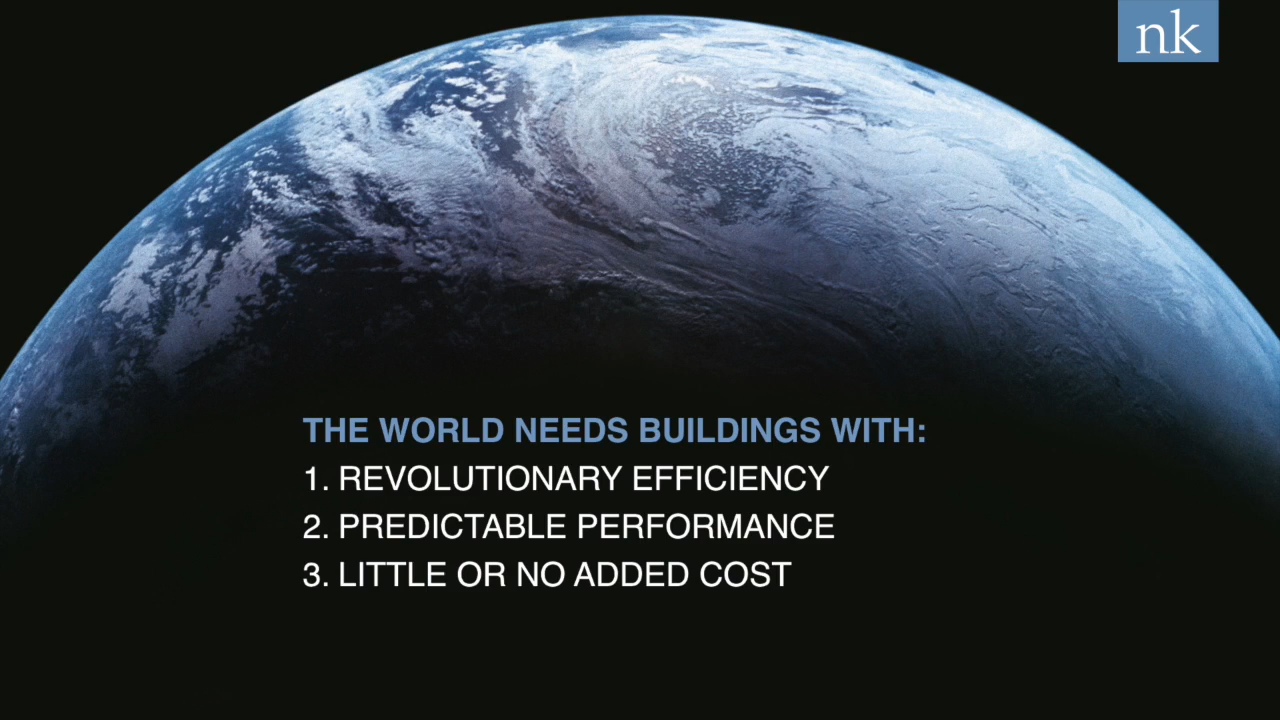 nk
THE WORLD NEEDS BUILDINGS WITH:
1. REVOLUTIONARY EFFICIENCY
2. PREDICTABLE PERFORMANCE
3. LITTLE OR NO ADDED COST